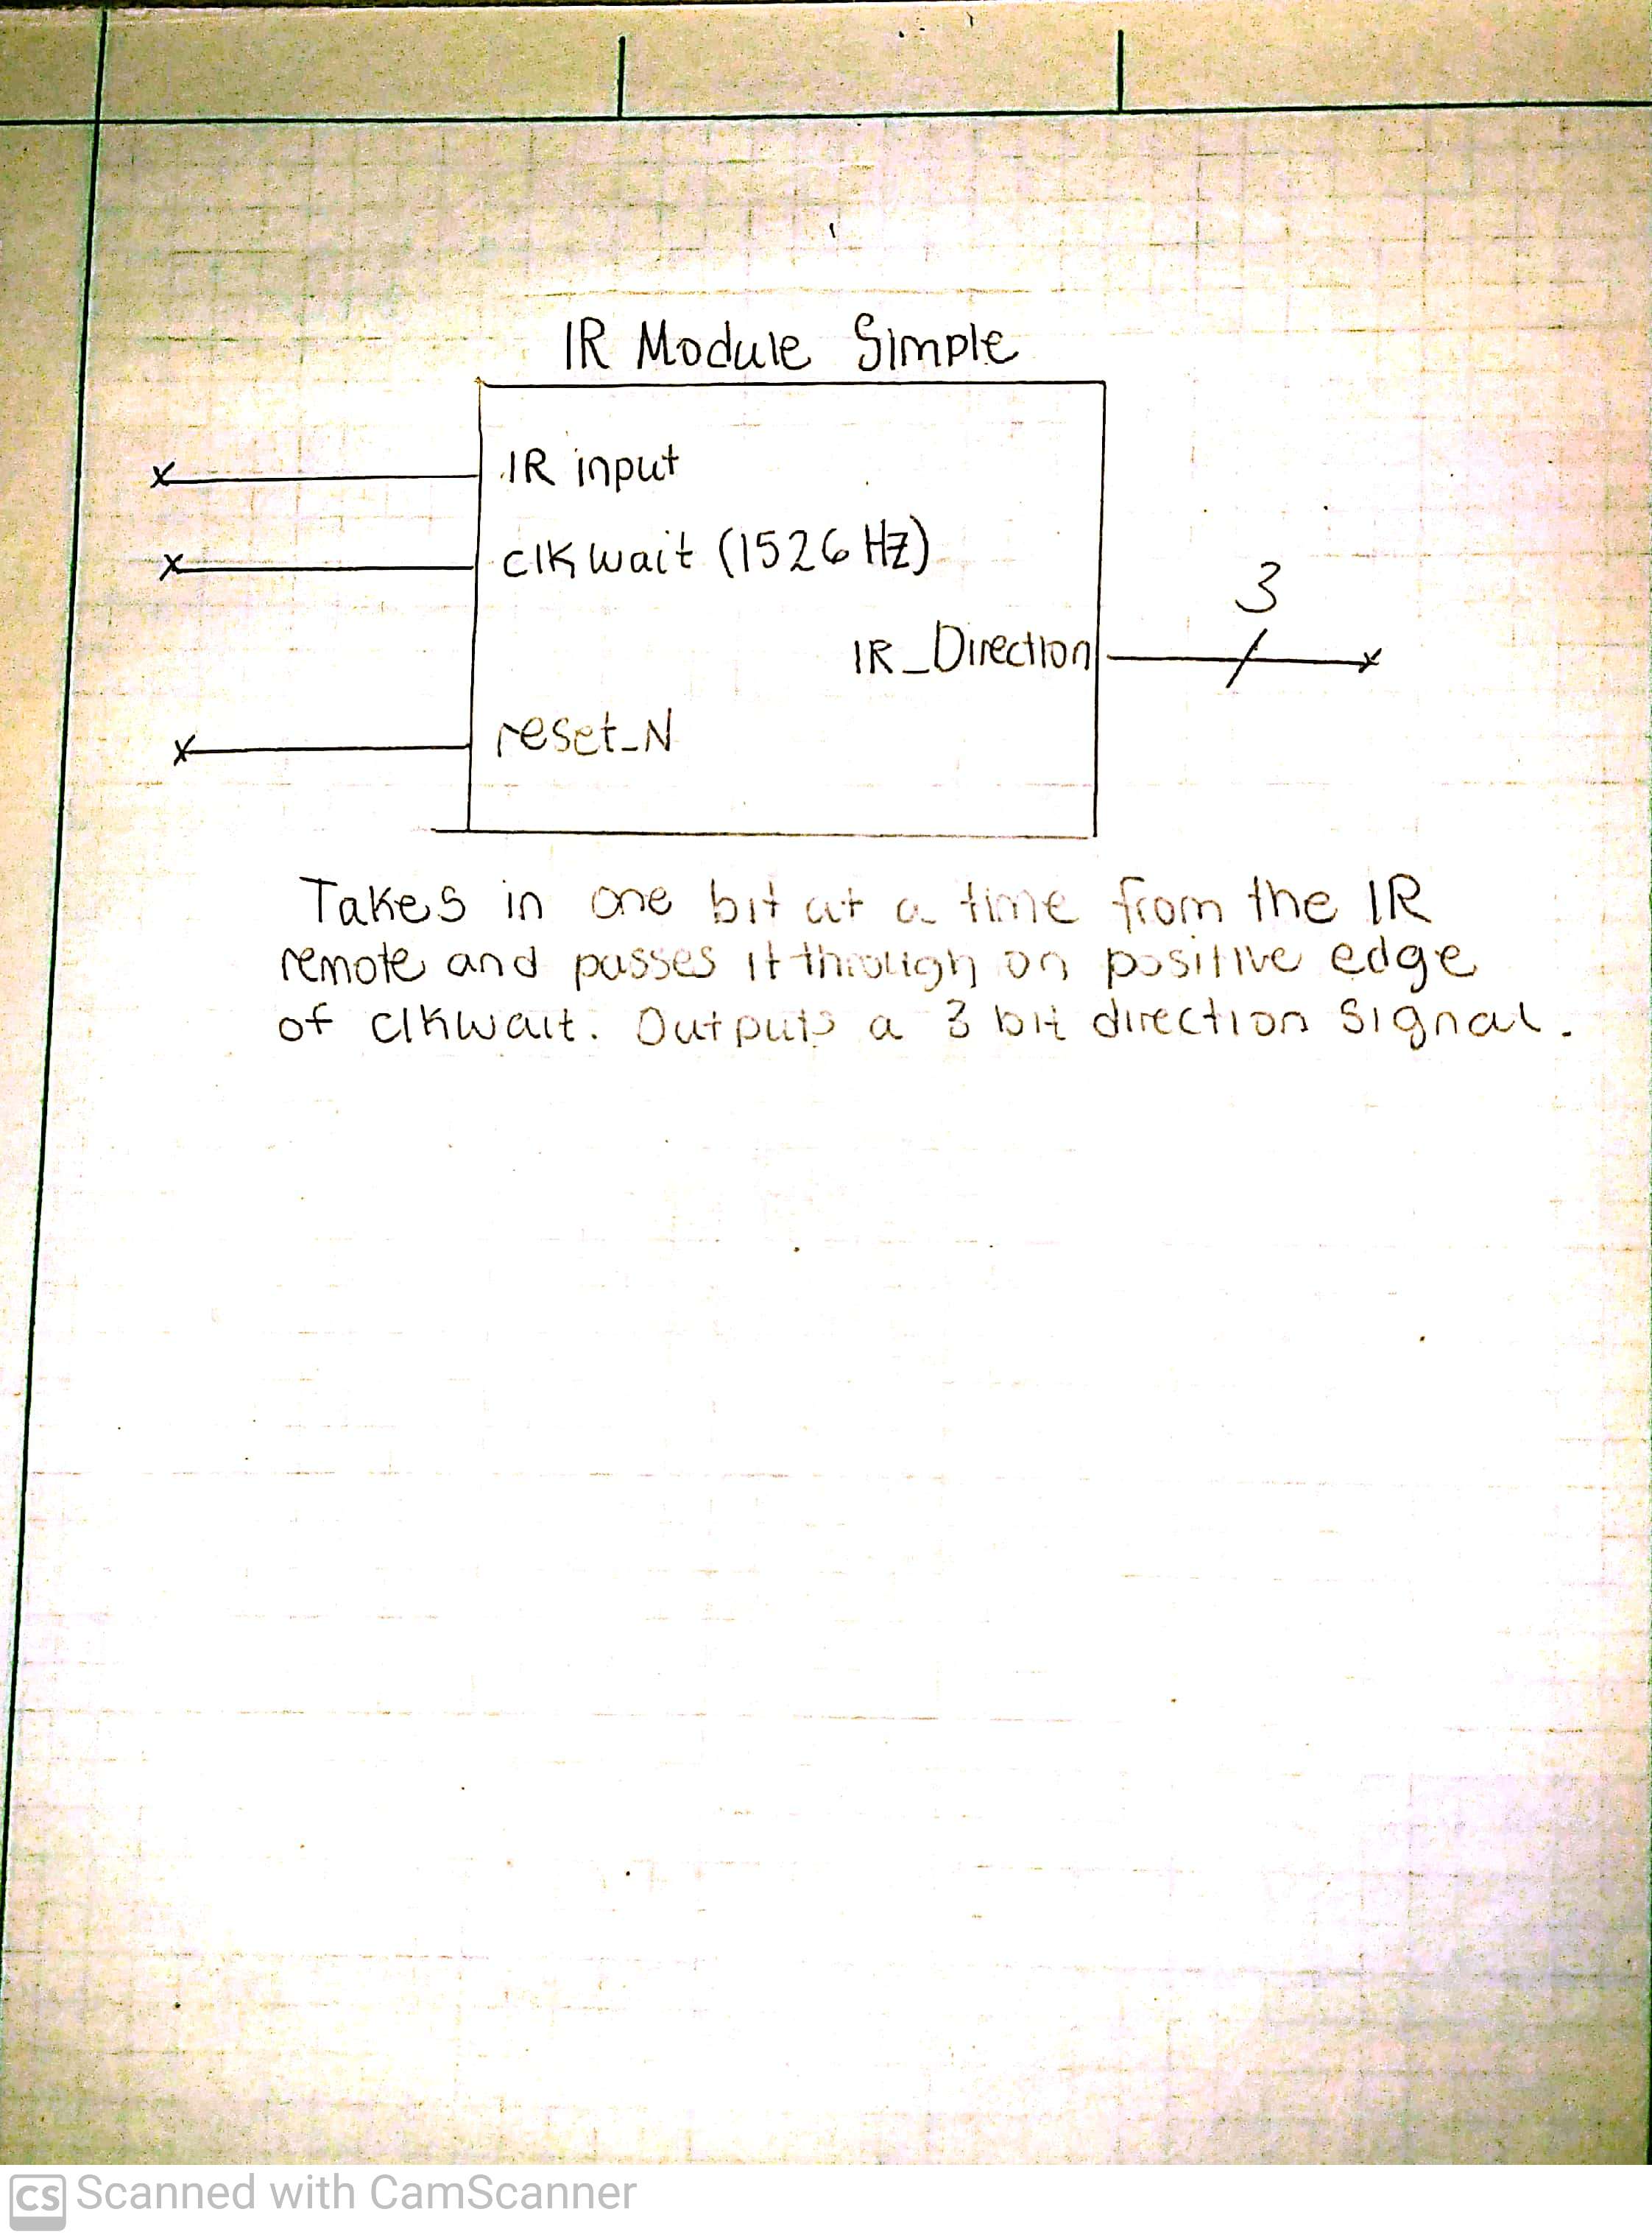 IR Module Simple
IR input
clkwait (1526 Hz)
3
IR_Direction
reset_N
Takes in one bit at a time from the IR
remote and passes it through on positive edge
of clkwait. Outputs a 3 bit direction signal.
CS Scanned with CamScanner